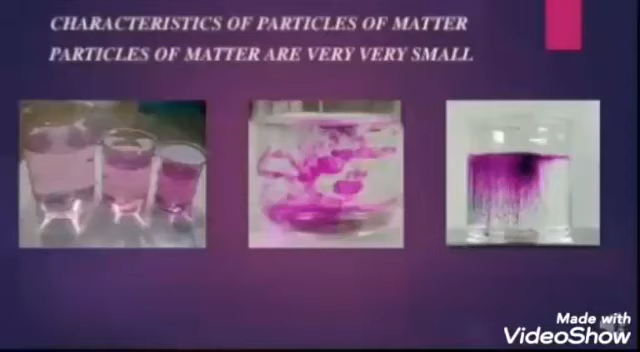 CHARACTERISTICS OF PARTICLES OF MATTER
PARTICLES OF MATTER ARE VERY VERY SMALL
Made with
VideoShow